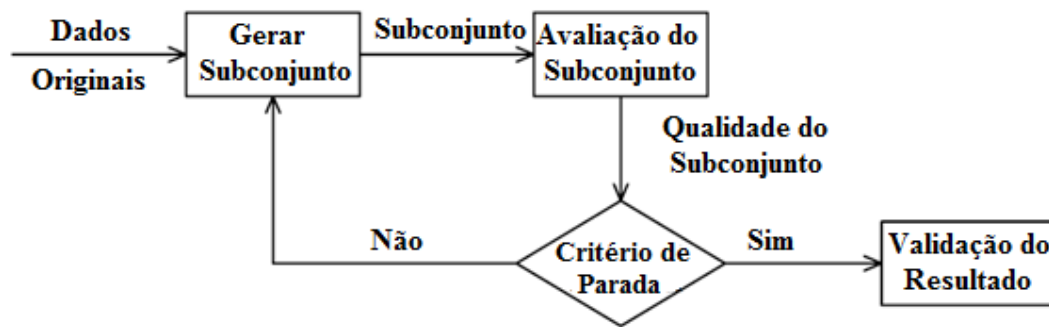 Dados
Originais
Gerar
Subconjunto
Subconjunto
Avaliação do
Subconjunto
Qualidade do
Subconjunto
Critério de
Parada
Não
Sim
Validação do
Resultado